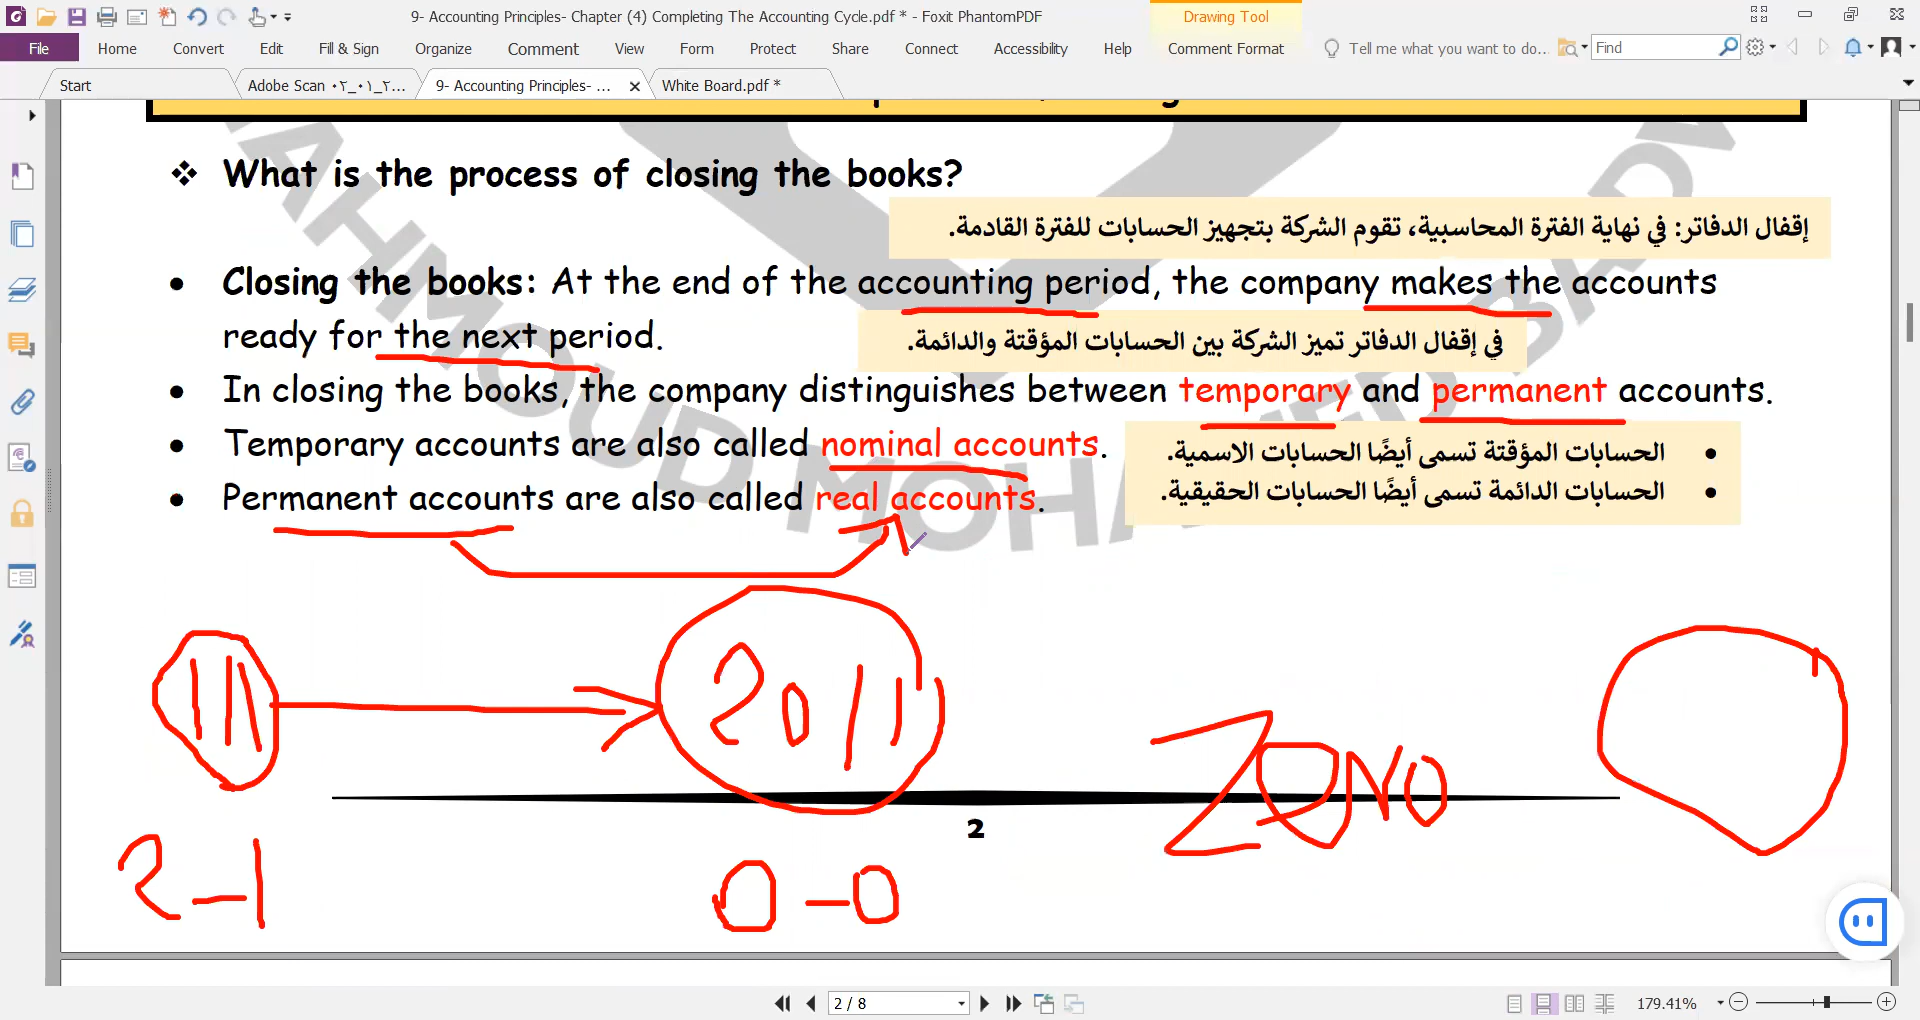 9- Accounting Principles- Chapter (4) Completing The Accounting Cycle.pdf * - Foxit PhantomPDF
Drawing Tool
File Home Convert Edit Fill & Sign Organize Comment View Form Protect Share Connect Accessibility Help Comment Format Tell me what you want to do... Find
Start Adobe Scan ٠٢_٠١_٢... 9- Accounting Principles- ... White Board.pdf *
❖ What is the process of closing the books?
إقفال الدفاتر: في نهاية الفترة المحاسبية، تقوم الشركة بتجهيز الحسابات للفترة القادمة.
• Closing the books: At the end of the accounting period, the company makes the accounts
ready for the next period.
في إقفال الدفاتر تميز الشركة بين الحسابات المؤقتة والدائمة.
• In closing the books, the company distinguishes between temporary and permanent accounts.
• Temporary accounts are also called nominal accounts.
• الحسابات المؤقتة تسمى أيضًا الحسابات الاسمية.
• Permanent accounts are also called real accounts.
• الحسابات الدائمة تسمى أيضًا الحسابات الحقيقية.
MAHMOUD MOHAMED BADW
2
2 - 1
0 - 0
2 / 8
179.41%